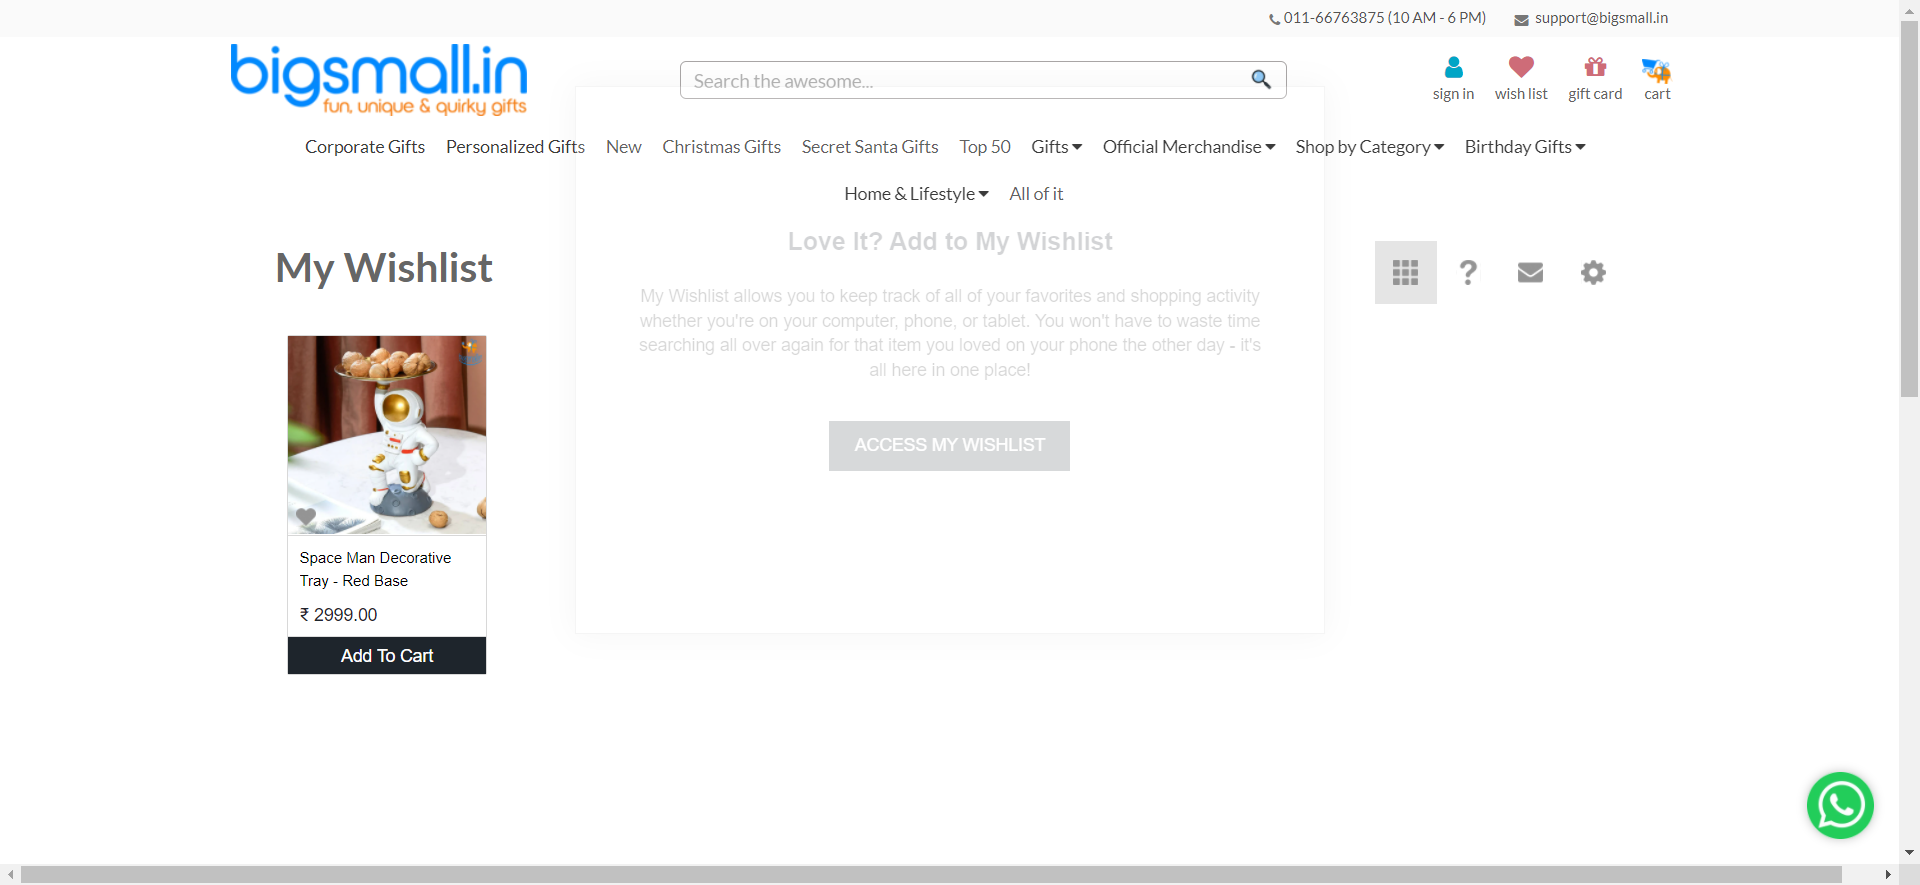 011-66763875 (10 AM - 6 PM) support@bigsmall.in
bigsmall.in
fun, unique & quirky gifts
Search the awesome...
sign in wish list gift card cart
Corporate Gifts Personalized Gifts New Christmas Gifts Secret Santa Gifts Top 50 Gifts Official Merchandise Shop by Category Birthday Gifts
Home & Lifestyle All of it
Love It? Add to My Wishlist
My Wishlist
My Wishlist allows you to keep track of all of your favorites and shopping activity
whether you're on your computer, phone, or tablet. You won't have to waste time
searching all over again for that item you loved on your phone the other day - it's
all here in one place!
ACCESS MY WISHLIST
Space Man Decorative
Tray - Red Base
₹ 2999.00
Add To Cart